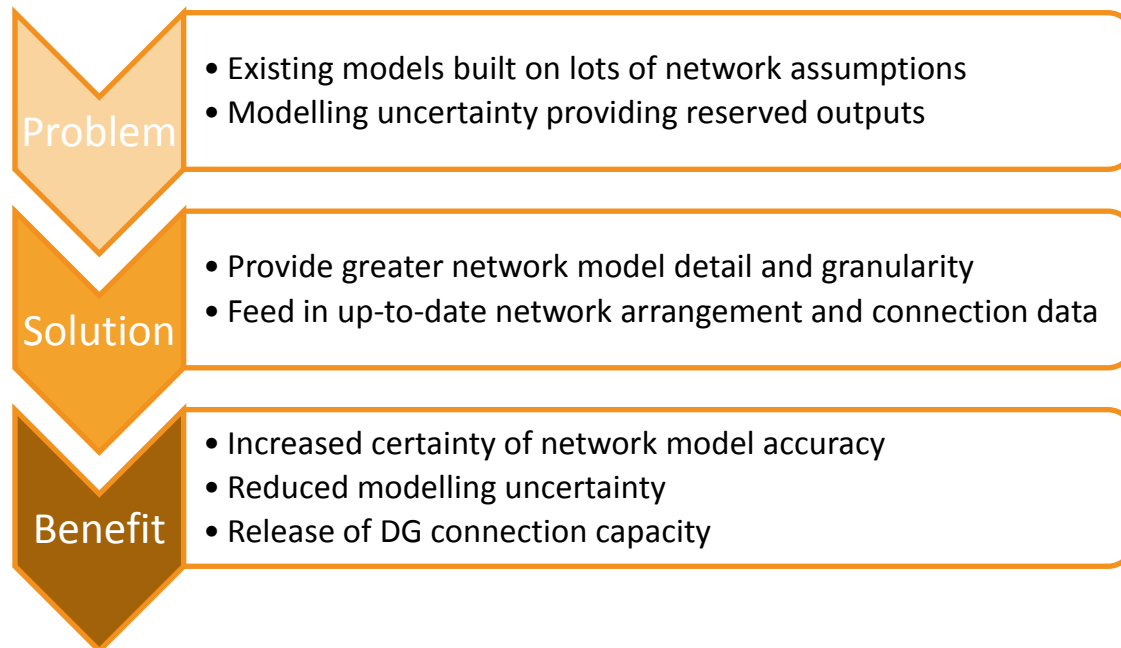 Problem
• Existing models built on lots of network assumptions
• Modelling uncertainty providing reserved outputs
Solution
• Provide greater network model detail and granularity
• Feed in up-to-date network arrangement and connection data
Benefit
• Increased certainty of network model accuracy
• Reduced modelling uncertainty
• Release of DG connection capacity